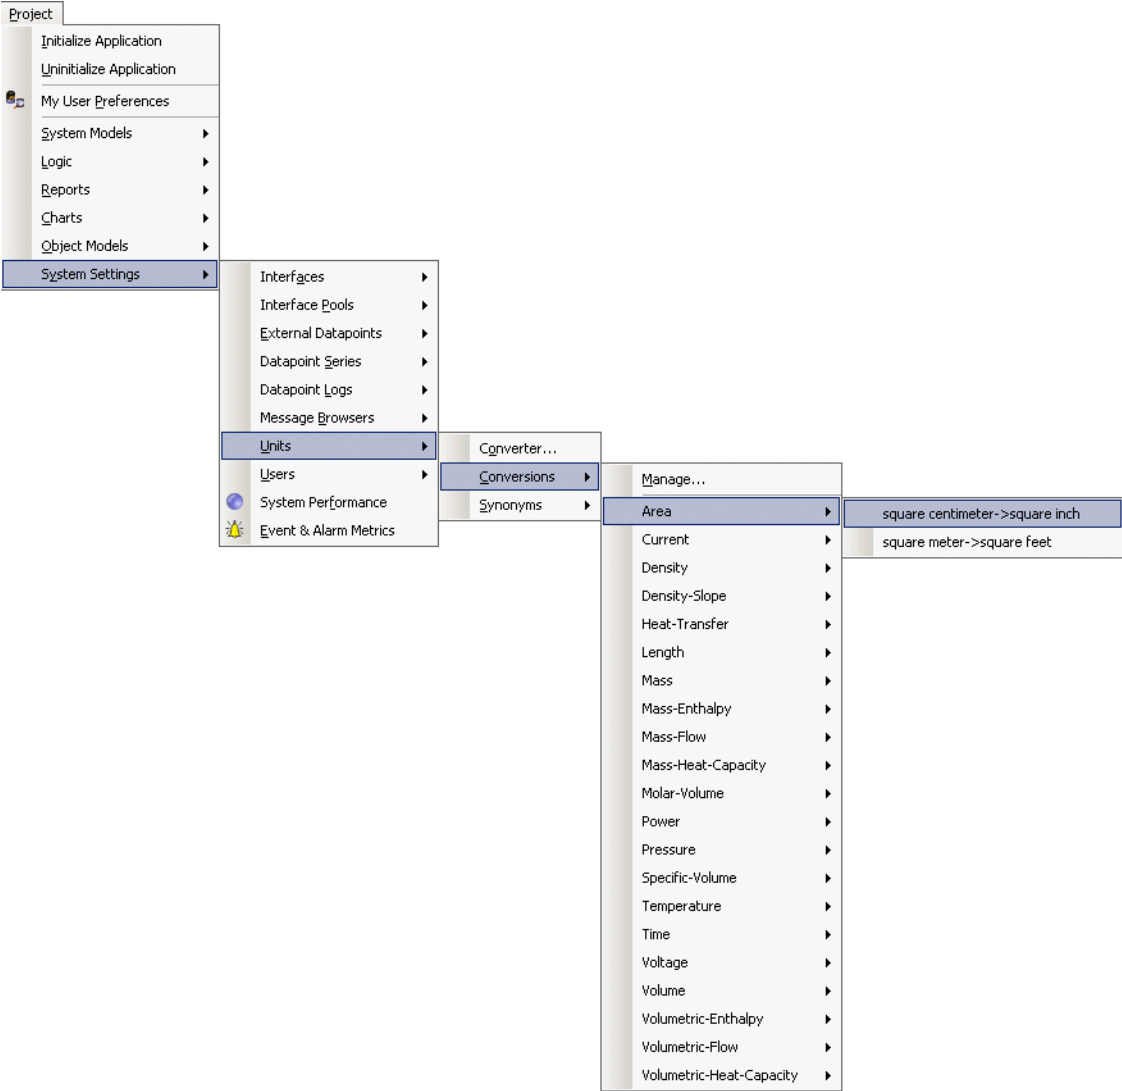 Project
Initialize Application
Uninitialize Application
My User Preferences
System Models
Logic
Reports
Charts
Object Models
System Settings
Interfaces
Interface Pools
External Datapoints
Datapoint Series
Datapoint Logs
Message Browsers
Units
Users
System Performance
Event & Alarm Metrics
Converter...
Conversions
Synonyms
Manage...
Area
Current
Density
Density-Slope
Heat-Transfer
Length
Mass
Mass-Enthalpy
Mass-Flow
Mass-Heat-Capacity
Molar-Volume
Power
Pressure
Specific-Volume
Temperature
Time
Voltage
Volume
Volumetric-Enthalpy
Volumetric-Flow
Volumetric-Heat-Capacity
square centimeter->square inch
square meter->square feet